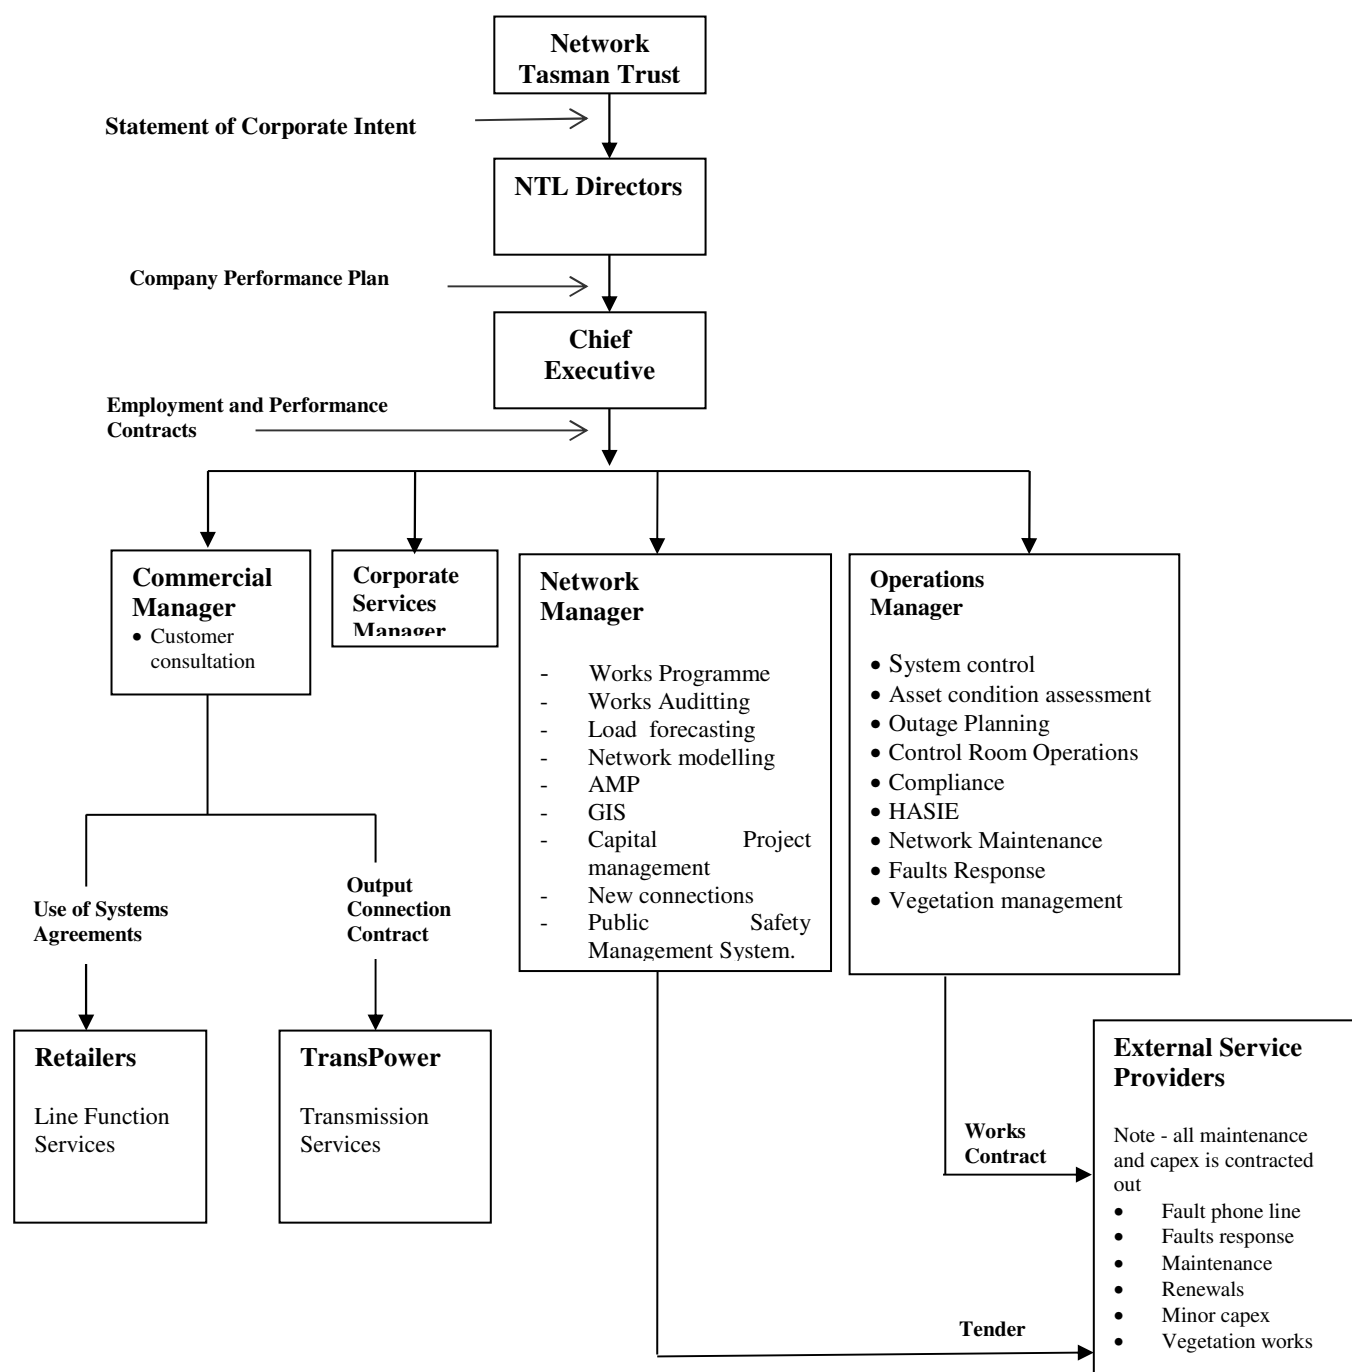 Network
Tasman Trust
Statement of Corporate Intent
NTL Directors
Company Performance Plan
Chief
Executive
Employment and Performance
Contracts
Commercial
Manager
• Customer
consultation
Corporate
Services
Manager
Network
Manager
- Works Programme
- Works Auditting
- Load forecasting
- Network modelling
- AMP
- GIS
- Capital Project
management
- New connections
- Public Safety
Management System.
Operations
Manager
• System control
• Asset condition assessment
• Outage Planning
• Control Room Operations
• Compliance
• HASIE
• Network Maintenance
• Faults Response
• Vegetation management
Use of Systems
Agreements
Output
Connection
Contract
Retailers
Line Function
Services
TransPower
Transmission
Services
Works
Contract
Tender
External Service
Providers
Note - all maintenance
and capex is contracted
out
• Fault phone line
• Faults response
• Maintenance
• Renewals
• Minor capex
• Vegetation works